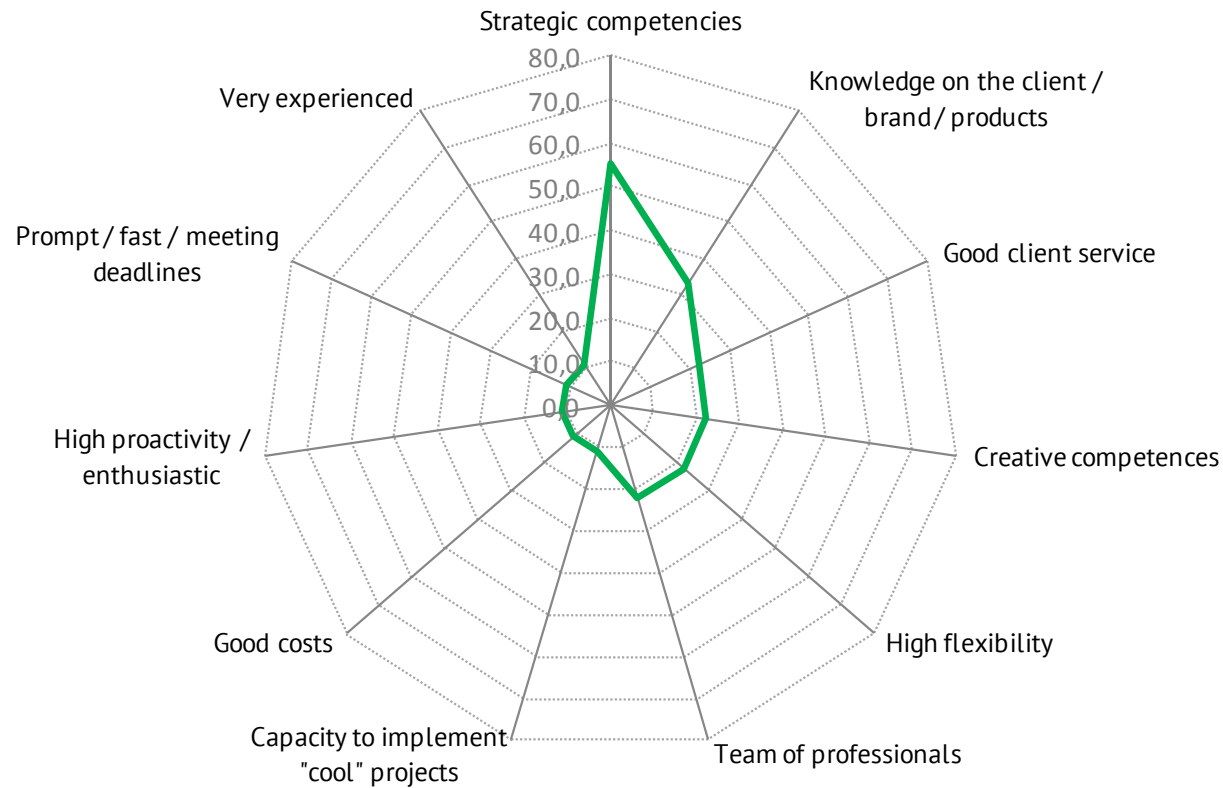 Strategic competencies
80,0
70,0
60,0
50,0
40,0
30,0
20,0
10,0
0,0
Knowledge on the client /
brand / products
Good client service
Creative competences
High flexibility
Team of professionals
Capacity to implement
"cool" projects
Good costs
High proactivity /
enthusiastic
Prompt / fast / meeting
deadlines
Very experienced